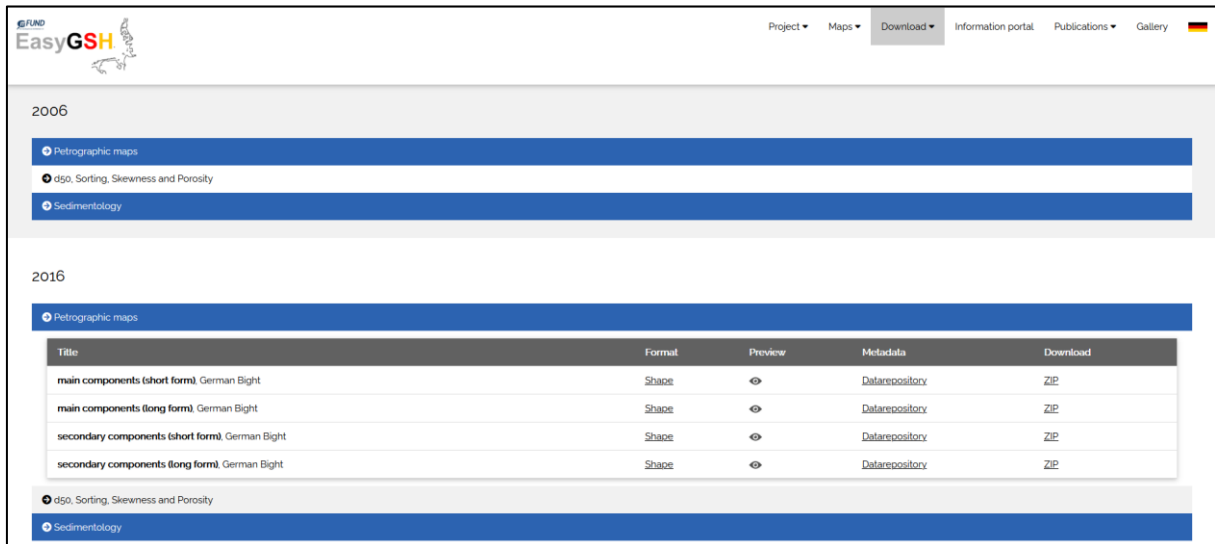 FUND
EasyGSH
Project Maps Download Information portal Publications Gallery
2006
Petrographic maps
d50, Sorting, Skewness and Porosity
Sedimentology
2016
Petrographic maps
Title Format Preview Metadata Download
main components (short form), German Bight Shape Datarepository ZIP
main components (long form), German Bight Shape Datarepository ZIP
secondary components (short form), German Bight Shape Datarepository ZIP
secondary components (long form), German Bight Shape Datarepository ZIP
d50, Sorting, Skewness and Porosity
Sedimentology